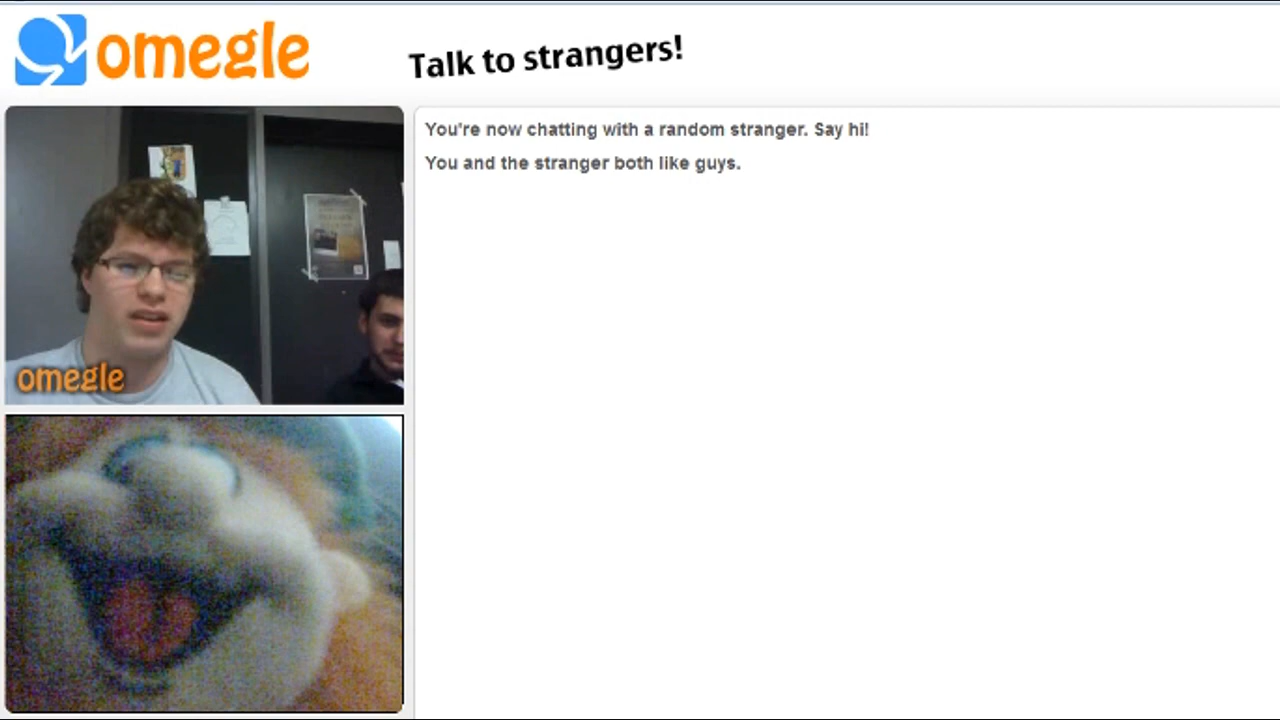 omegle
Talk to strangers!
You're now chatting with a random stranger. Say hi!
You and the stranger both like guys.
omegle